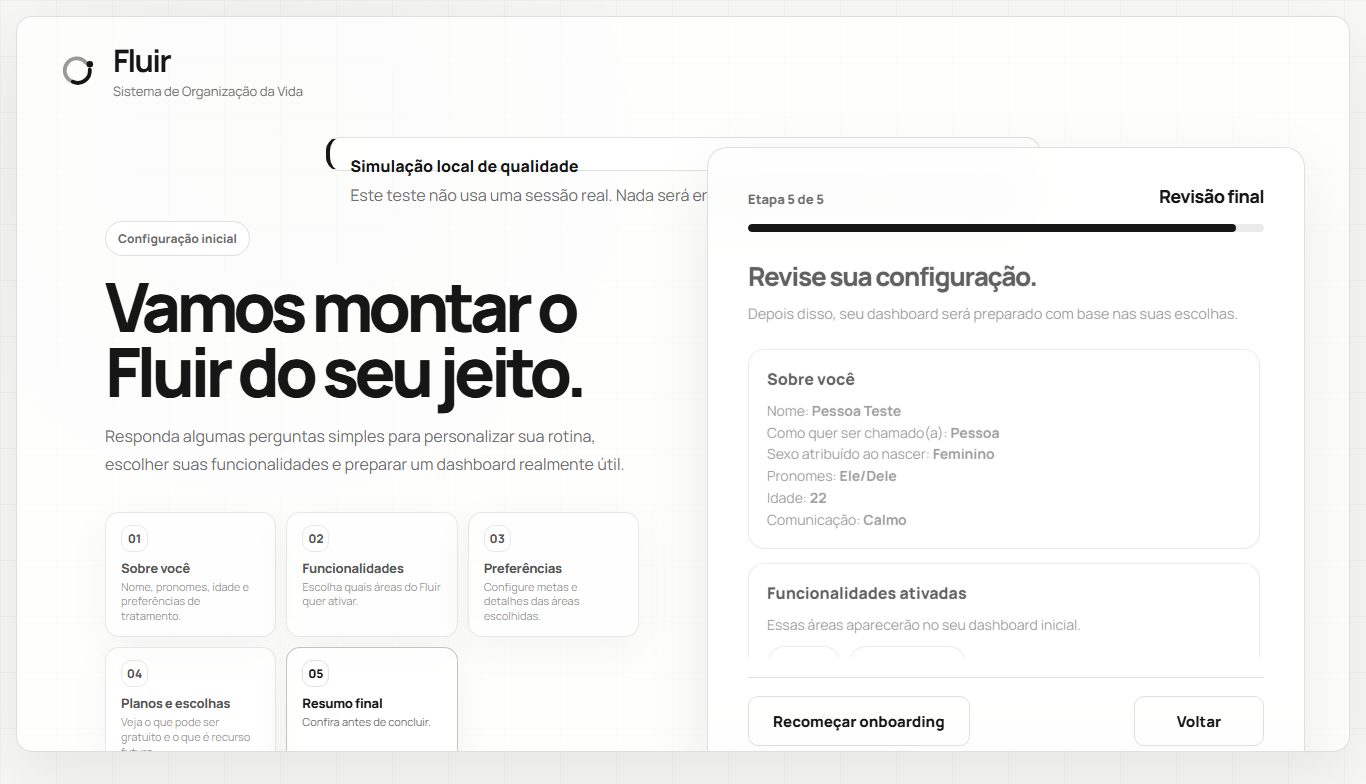 Fluir
Sistema de Organização da Vida
Simulação local de qualidade
Este teste não usa uma sessão real. Nada será
Configuração inicial
Vamos montar o
Fluir do seu jeito.
Responda algumas perguntas simples para personalizar sua rotina,
escolher suas funcionalidades e preparar um dashboard realmente útil.
01
Sobre você
Nome, pronomes, idade e
preferências de
tratamento.
02
Funcionalidades
Escolha quais áreas do Fluir
quer ativar.
03
Preferências
Configure metas e
detalhes das áreas
escolhidas.
04
Planos e escolhas
Veja o que pode ser
gratuito e o que é recurso
05
Resumo final
Confira antes de concluir.
Etapa 5 de 5
Revisão final
Revise sua configuração.
Depois disso, seu dashboard será preparado com base nas suas escolhas.
Sobre você
Nome: Pessoa Teste
Como quer ser chamado(a): Pessoa
Sexo atribuído ao nascer: Feminino
Pronomes: Ele/Dele
Idade: 22
Comunicação: Calmo
Funcionalidades ativadas
Essas áreas aparecerão no seu dashboard inicial.
Recomeçar onboarding
Voltar